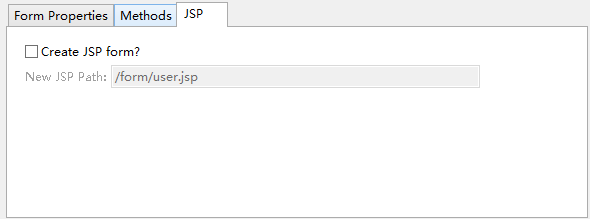 Form Properties Methods JSP
Create JSP form?
New JSP Path: /form/user.jsp